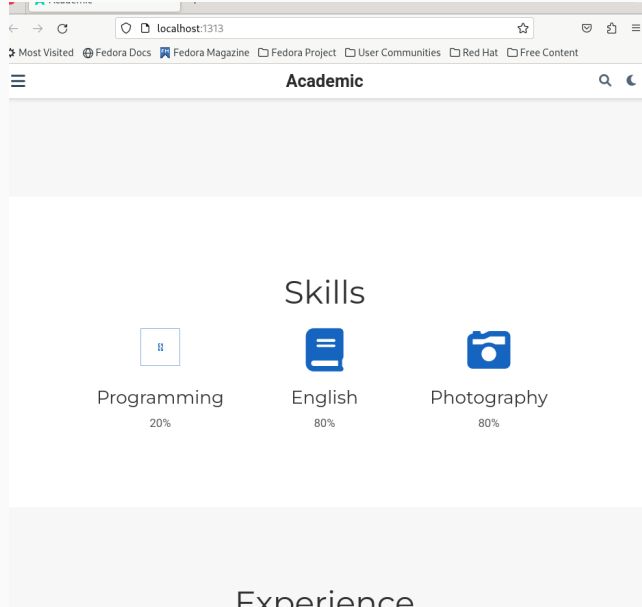 localhost:1313
Most Visited Fedora Docs Fedora Magazine Fedora Project User Communities Red Hat Free Content
Academic
Skills
Programming English Photography
20% 80% 80%
Experience